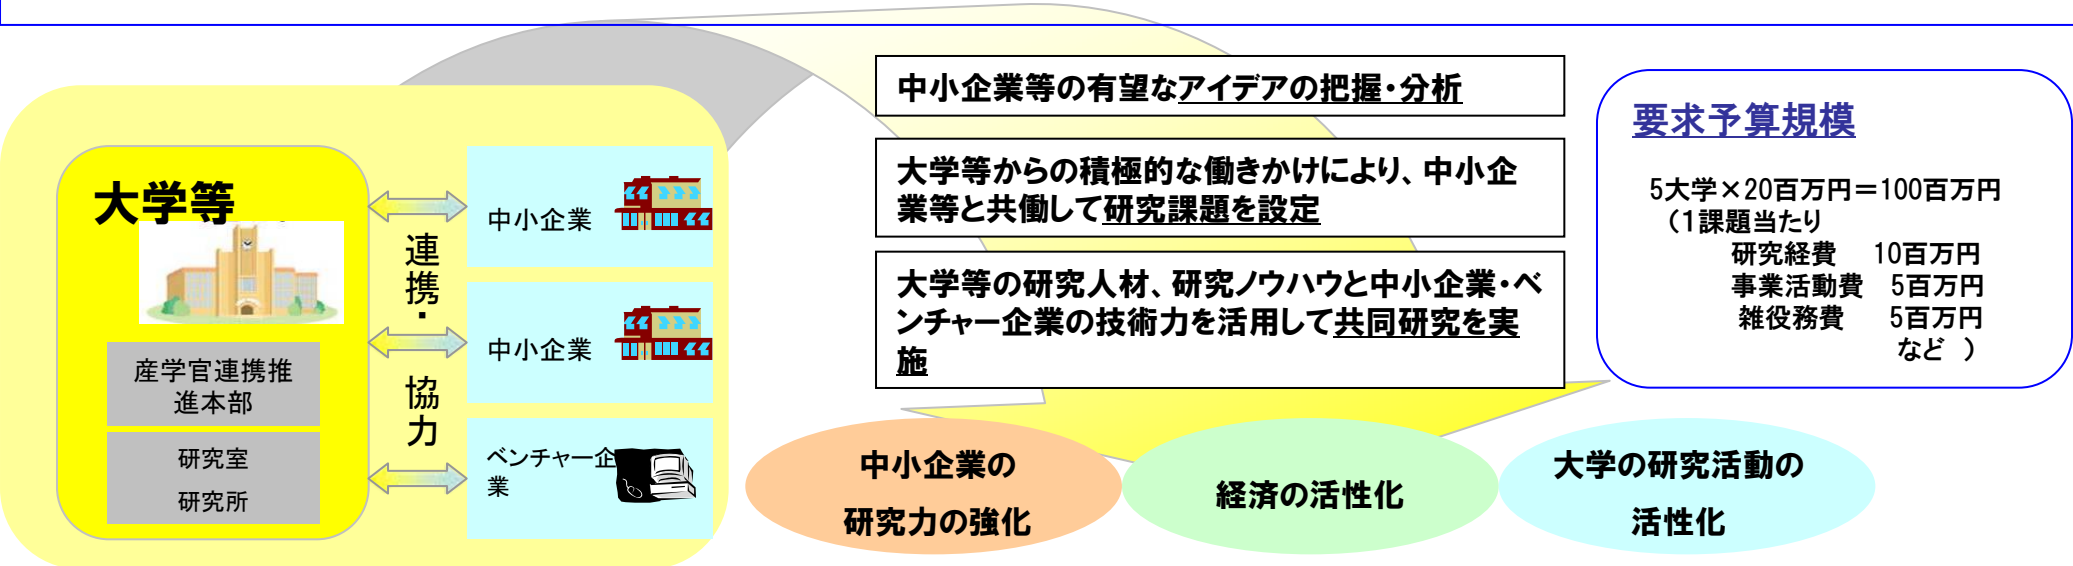 大学等
産学官連携推
進本部
研究室
研究所
連携・協力
中小企業
中小企業
ベンチャー企
業
中小企業等の有望なアイデアの把握・分析
大学等からの積極的な働きかけにより、中小企
業等と共働して研究課題を設定
大学等の研究人材、研究ノウハウと中小企業・ベ
ンチャー企業の技術力を活用して共同研究を実
施
要求予算規模
5大学×20百万円＝100百万円
（1課題当たり
研究経費 10百万円
事業活動費 5百万円
雑役務費 5百万円
など ）
中小企業の
研究力の強化
経済の活性化
大学の研究活動の
活性化